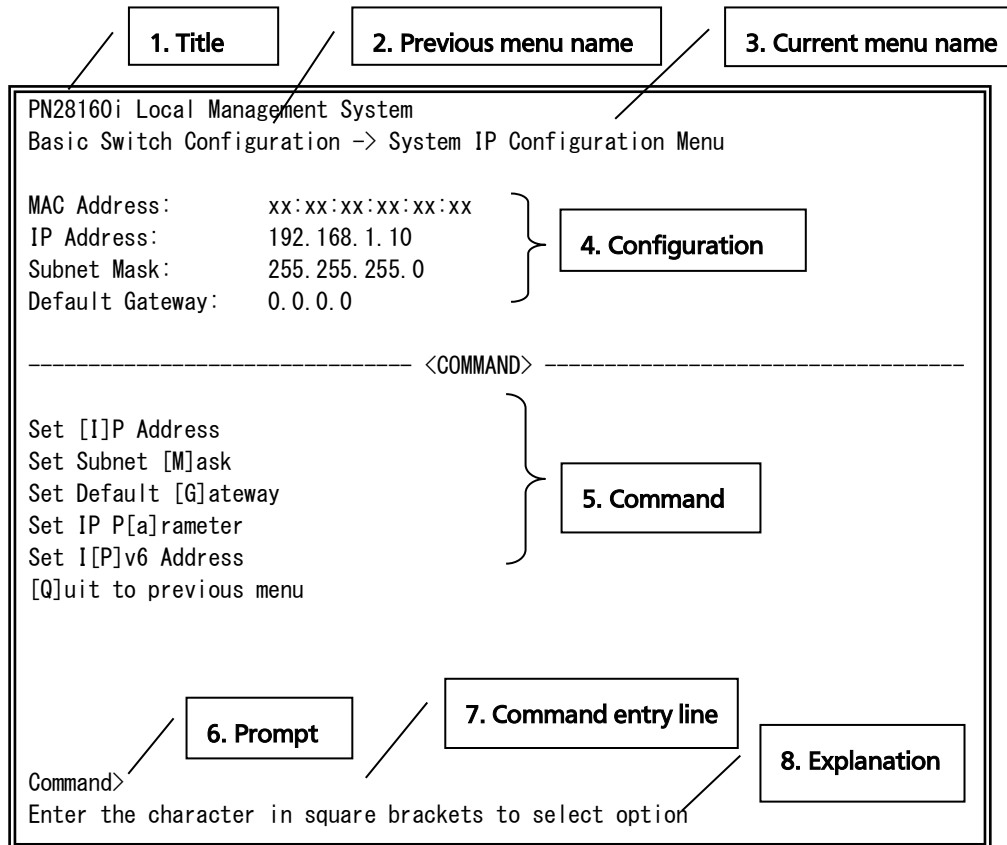 1. Title
2. Previous menu name
3. Current menu name
PN28160i Local Management System
Basic Switch Configuration -> System IP Configuration Menu
MAC Address: xx:xx:xx:xx:xx:xx
IP Address: 192.168.1.10
Subnet Mask: 255.255.255.0
Default Gateway: 0.0.0.0
4. Configuration
-------------------------------- <COMMAND> -----------------------------------
Set [I]P Address
Set Subnet [M]ask
Set Default [G]ateway
Set IP P[a]rameter
Set I[P]v6 Address
[Q]uit to previous menu
5. Command
6. Prompt
7. Command entry line
8. Explanation
Command>
Enter the character in square brackets to select option